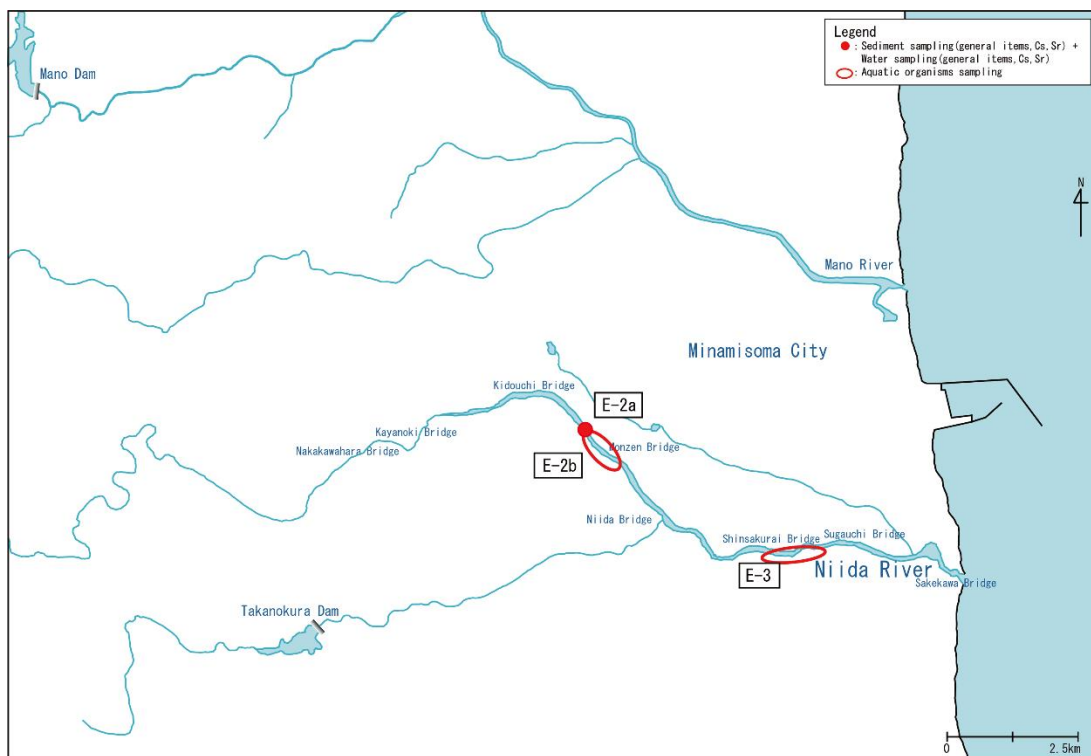 Legend
: Sediment sampling(general items,Cs,Sr) +
Water sampling(general items,Cs,Sr)
: Aquatic organisms sampling
Mano Dam
N
Mano River
Minamisoma City
Kidouchi Bridge
E-2a
Kayanoki Bridge
Nakakawahara Bridge
Monzen Bridge
E-2b
Niida Bridge
Shinsakurai Bridge
Sugauchi Bridge
E-3
Niida River
Sakekawa Bridge
Takanokura Dam
0 2.5km